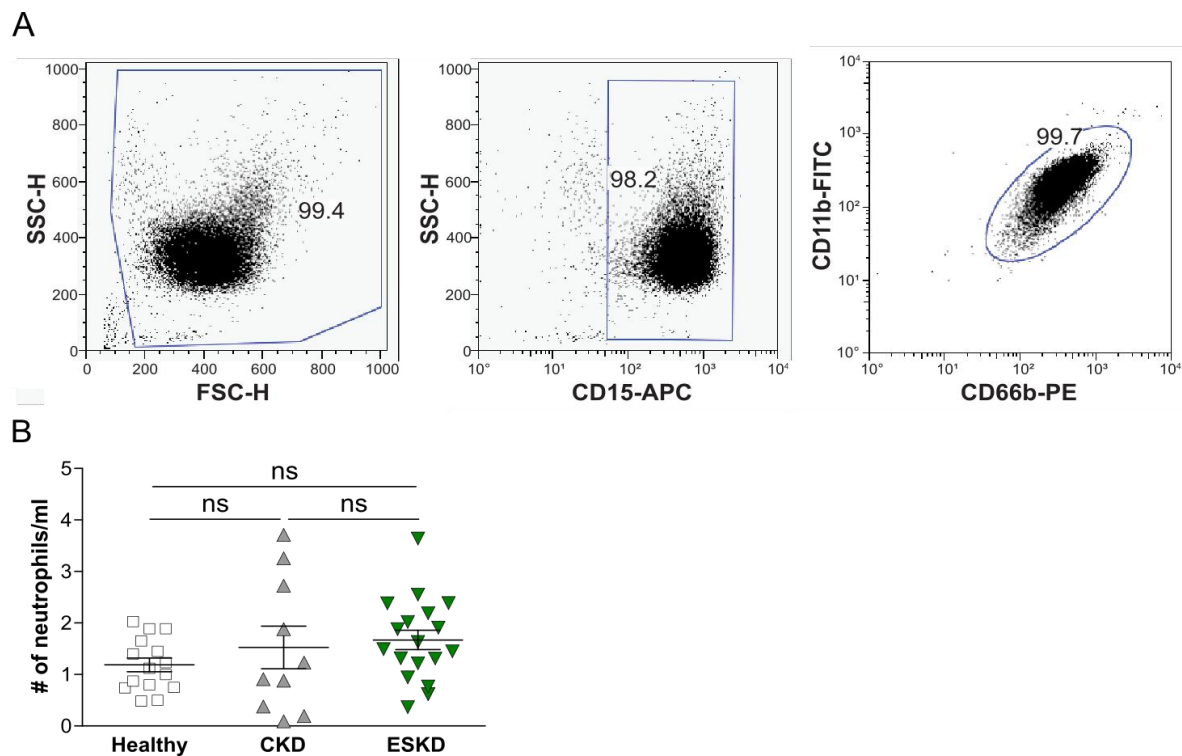 A
1000
800
600
400
200
0
SSC-H
99.4
0 200 400 600 800 1000
FSC-H
1000
800
600
400
200
0
SSC-H
98.2
10⁰ 10¹ 10² 10³ 10⁴
CD15-APC
10⁴
10³
10²
10¹
10⁰
CD11b-FITC
99.7
10⁰ 10¹ 10² 10³ 10⁴
CD66b-PE
B
5
4
3
2
1
0
# of neutrophils/ml
ns
ns ns
Healthy CKD ESKD